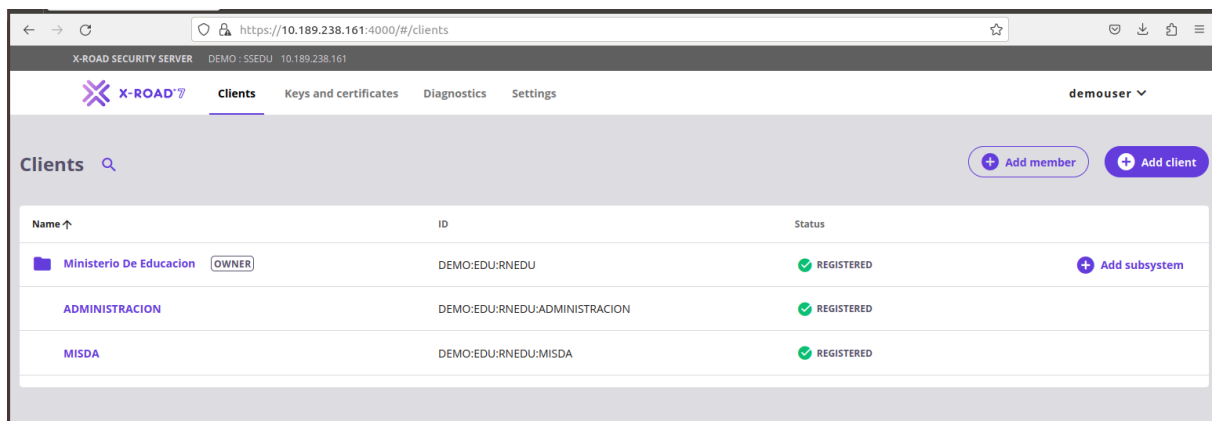 https://10.189.238.161:4000/#/clients
X-ROAD SECURITY SERVER DEMO : SSEDU 10.189.238.161
X-ROAD®7 Clients Keys and certificates Diagnostics Settings demouser
Clients Add member Add client
Name ID Status
Ministerio De Educacion OWNER DEMO:EDU:RNEDU REGISTERED Add subsystem
ADMINISTRACION DEMO:EDU:RNEDU:ADMINISTRACION REGISTERED
MISDA DEMO:EDU:RNEDU:MISDA REGISTERED